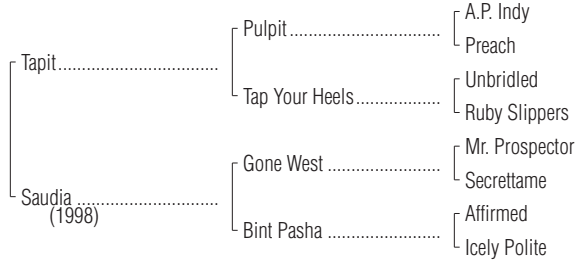 A.P. Indy
Pulpit
Preach
Tapit
Unbridled
Tap Your Heels
Ruby Slippers
Mr. Prospector
Gone West
Secrettame
Saudia
(1998)
Affirmed
Bint Pasha
Icely Polite